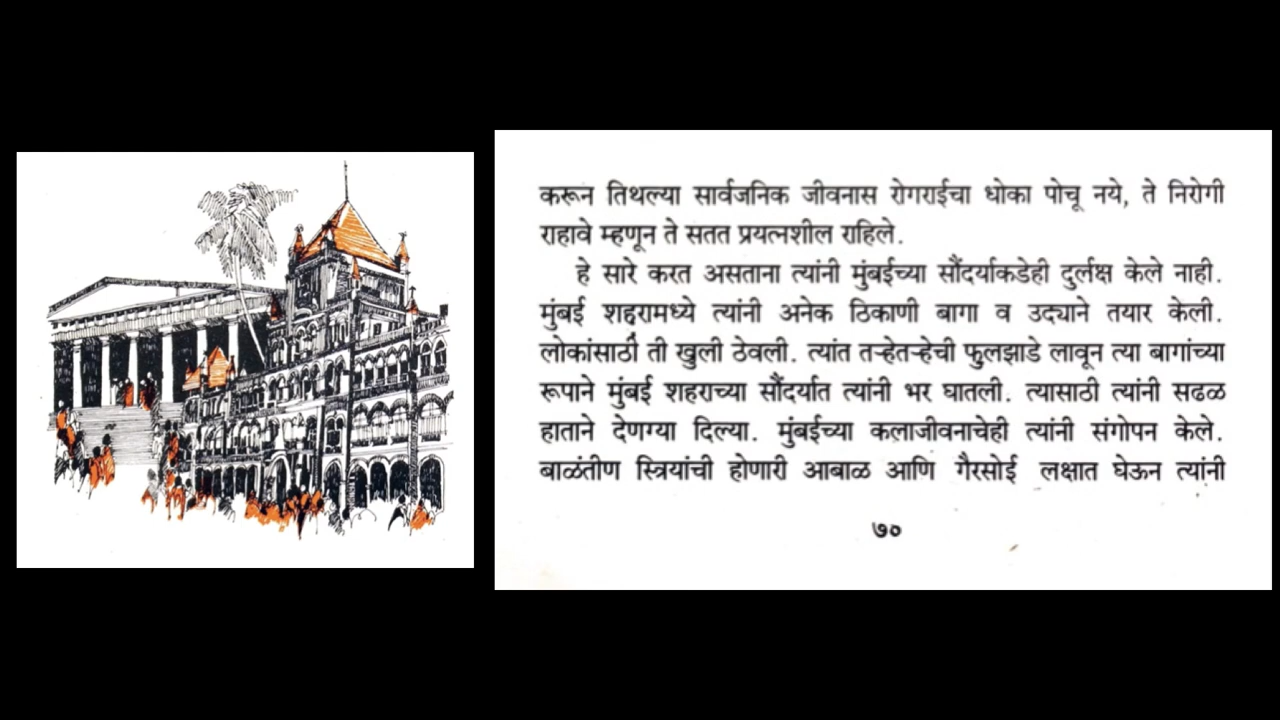 करून तिथल्या सार्वजनिक जीवनास रोगराईचा धोका पोचू नये, ते निरोगी
राहावे म्हणून ते सतत प्रयत्नशील राहिले.
हे सारे करत असताना त्यांनी मुंबईच्या सौंदर्याकडेही दुर्लक्ष केले नाही.
मुंबई शहरामध्ये त्यांनी अनेक ठिकाणी बागा व उद्याने तयार केली.
लोकांसाठी ती खुली ठेवली. त्यांत तऱ्हेतऱ्हेची फुलझाडे लावून त्या बागांच्या
रूपाने मुंबई शहराच्या सौंदर्यात त्यांनी भर घातली. त्यासाठी त्यांनी सढळ
हाताने देणग्या दिल्या. मुंबईच्या कलाजीवनाचेही त्यांनी संगोपन केले.
बाळंतीण स्त्रियांची होणारी आबाळ आणि गैरसोई लक्षात घेऊन त्यांनी
७०